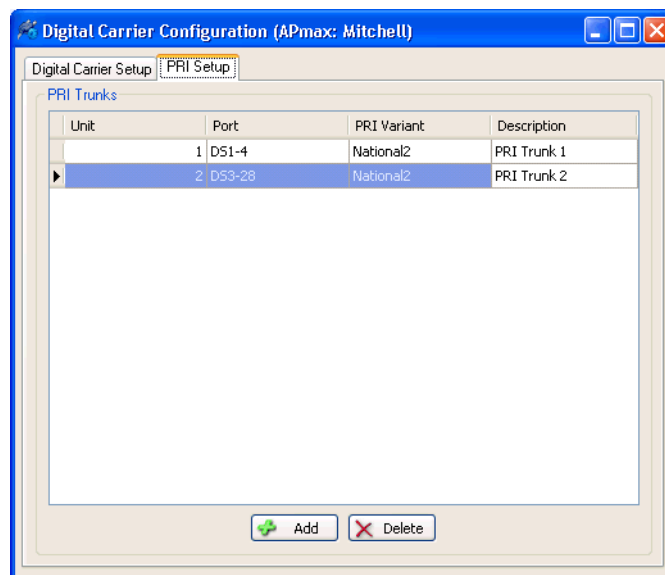 Digital Carrier Configuration (APmax: Mitchell)
Digital Carrier Setup PRI Setup
PRI Trunks
Unit Port PRI Variant Description
1 DS1-4 National2 PRI Trunk 1
2 DS3-28 National2 PRI Trunk 2
Add Delete